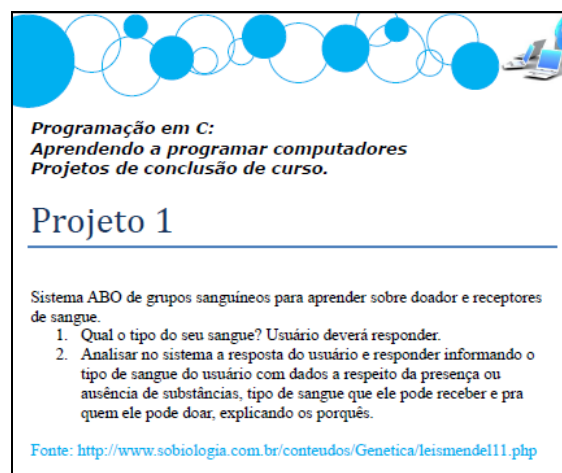 Programação em C:
Aprendendo a programar computadores
Projetos de conclusão de curso.
Projeto 1
Sistema ABO de grupos sanguíneos para aprender sobre doador e receptores
de sangue.
1. Qual o tipo do seu sangue? Usuário deverá responder.
2. Analisar no sistema a resposta do usuário e responder informando o
tipo de sangue do usuário com dados a respeito da presença ou
ausência de substâncias, tipo de sangue que ele pode receber e pra
quem ele pode doar, explicando os porquês.
Fonte: http://www.sobiologia.com.br/conteudos/Genetica/leismendel11.php